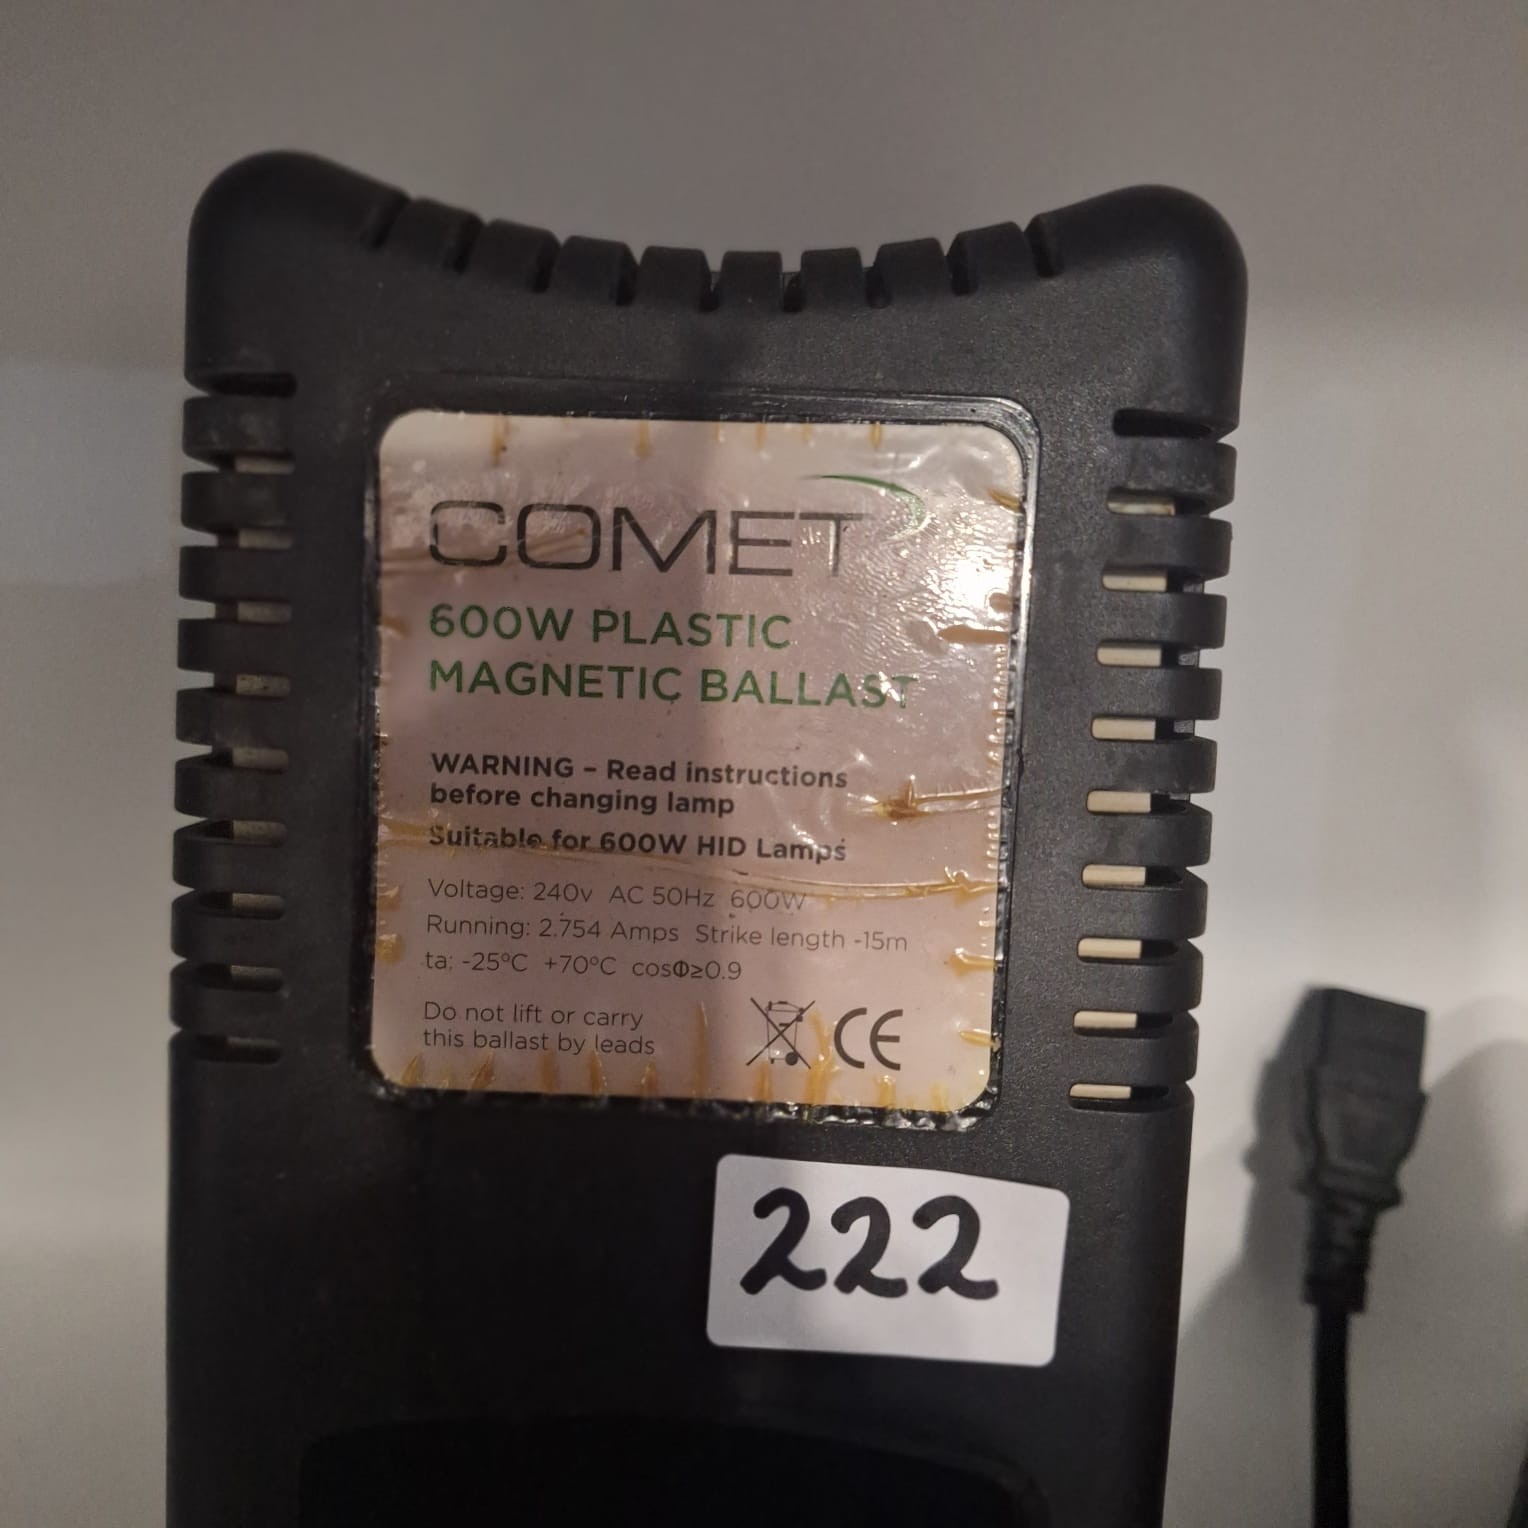 COMET
600W PLASTIC
MAGNETIC BALLAST
WARNING – Read instructions
before changing lamp
Suitable for 600W HID Lamps
Voltage: 240v AC 50Hz 600W
Running: 2.754 Amps Strike length -15m
ta: -25°C +70°C cosΦ≥0.9
Do not lift or carry
this ballast by leads
CE
222